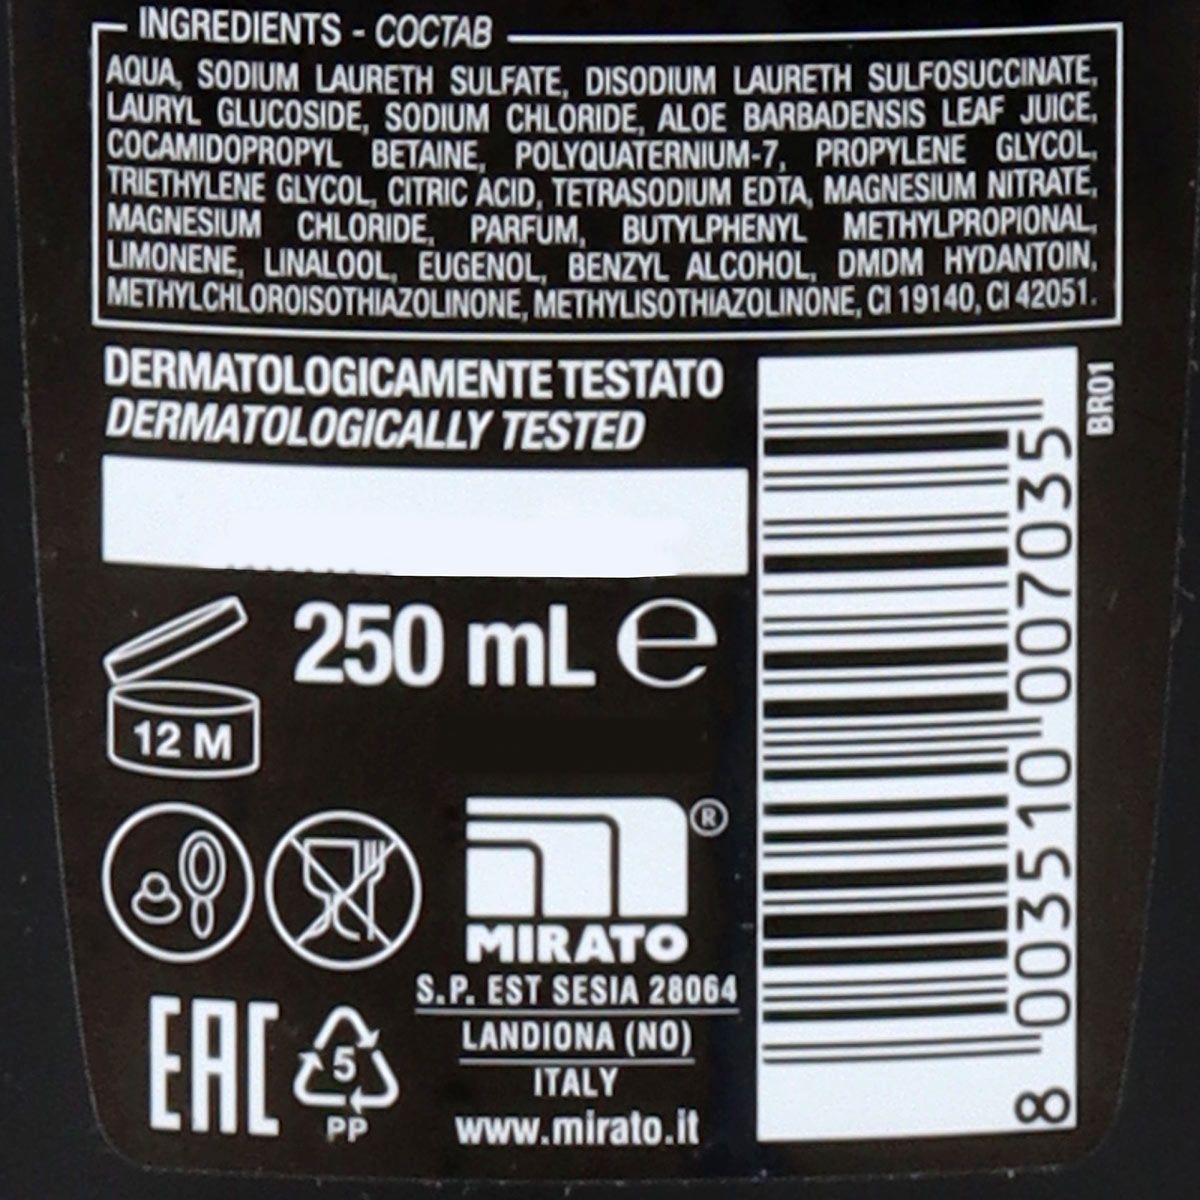 INGREDIENTS - СОСТАВ
AQUA, SODIUM LAURETH SULFATE, DISODIUM LAURETH SULFOSUCCINATE,
LAURYL GLUCOSIDE, SODIUM CHLORIDE, ALOE BARBADENSIS LEAF JUICE,
COCAMIDOPROPYL BETAINE, POLYQUATERNIUM-7, PROPYLENE GLYCOL,
TRIETHYLENE GLYCOL, CITRIC ACID, TETRASODIUM EDTA, MAGNESIUM NITRATE,
MAGNESIUM CHLORIDE, PARFUM, BUTYLPHENYL METHYLPROPIONAL,
LIMONENE, LINALOOL, EUGENOL, BENZYL ALCOHOL, DMDM HYDANTOIN,
METHYLCHLOROISOTHIAZOLINONE, METHYLISOTHIAZOLINONE, CI 19140, CI 42051.
DERMATOLOGICAMENTE TESTATO
DERMATOLOGICALLY TESTED
BR01
8 003510 007035
250 mL ℮
12 M
MIRATO®
S.P. EST SESIA 28064
LANDIONA (NO)
ITALY
www.mirato.it
EAC
5
PP